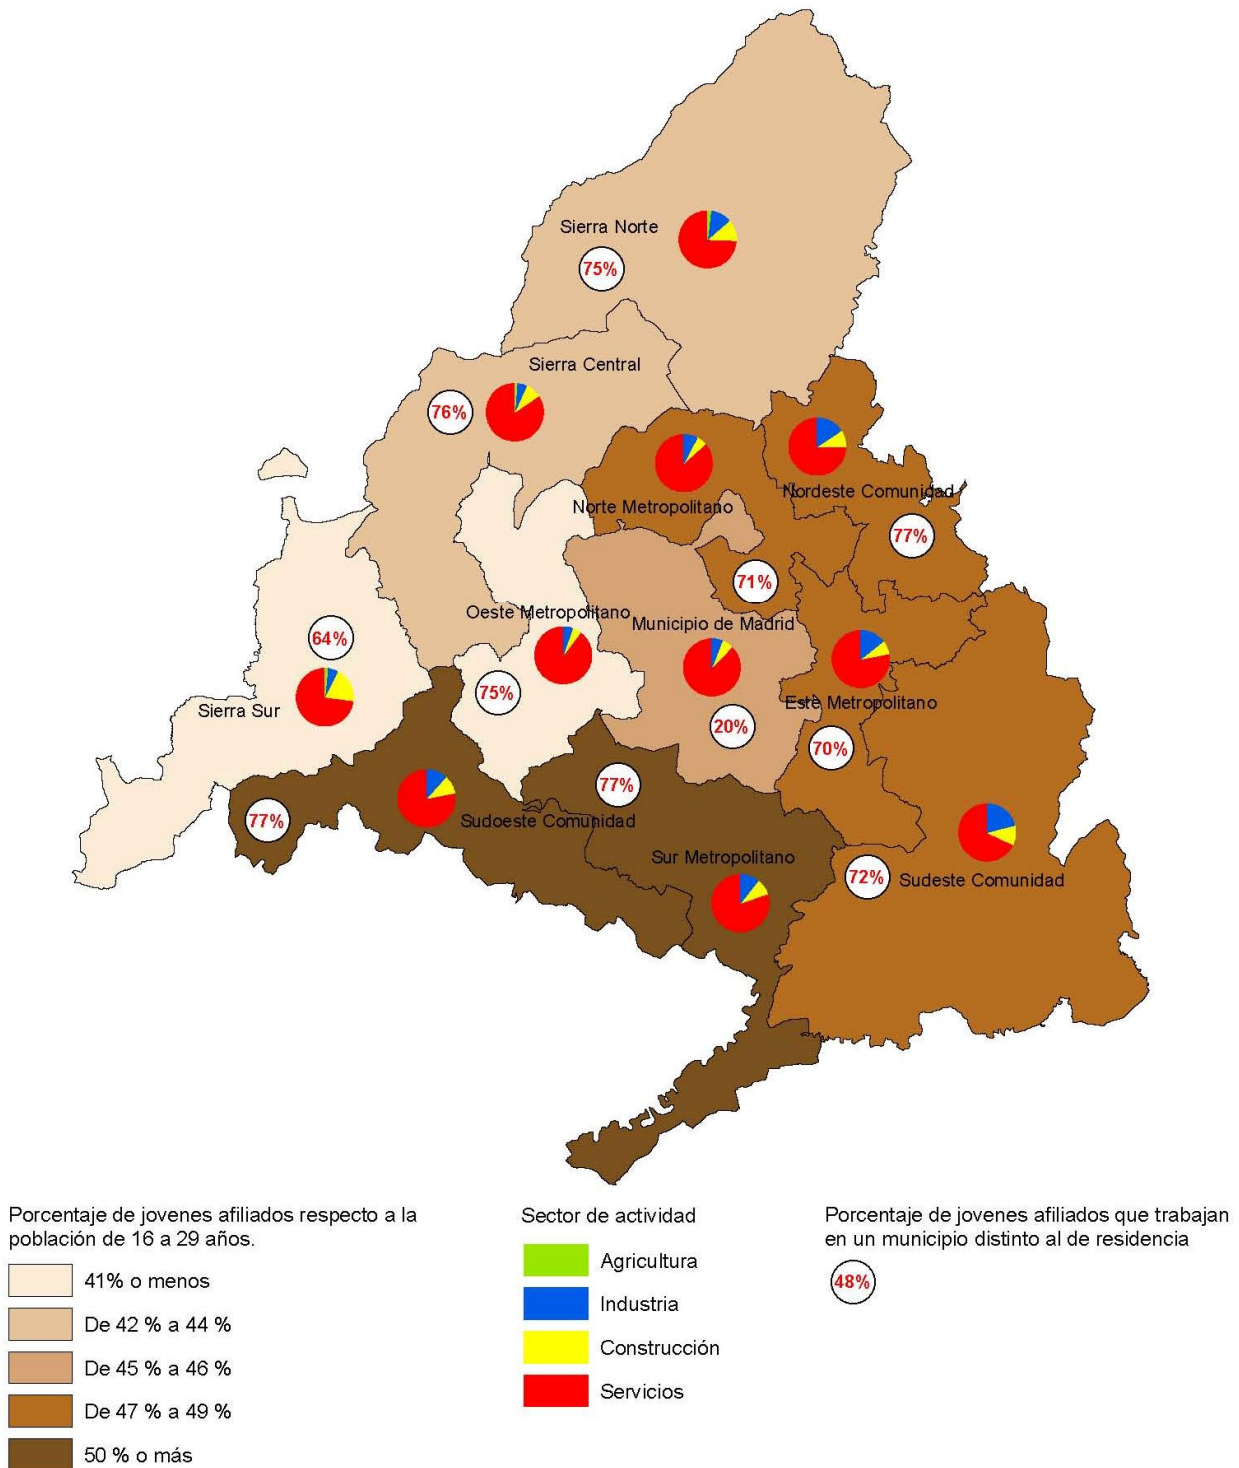 Sierra Norte
75%
Sierra Central
76%
Norte Metropolitano
Nordeste Comunidad
77%
71%
Oeste Metropolitano
Municipio de Madrid
64%
75%
Sierra Sur
20%
Este Metropolitano
70%
77%
77%
Sudoeste Comunidad
Sur Metropolitano
72%
Sudeste Comunidad
Porcentaje de jovenes afiliados respecto a la
población de 16 a 29 años.
41% o menos
De 42 % a 44 %
De 45 % a 46 %
De 47 % a 49 %
50 % o más
Sector de actividad
Agricultura
Industria
Construcción
Servicios
Porcentaje de jovenes afiliados que trabajan
en un municipio distinto al de residencia
48%